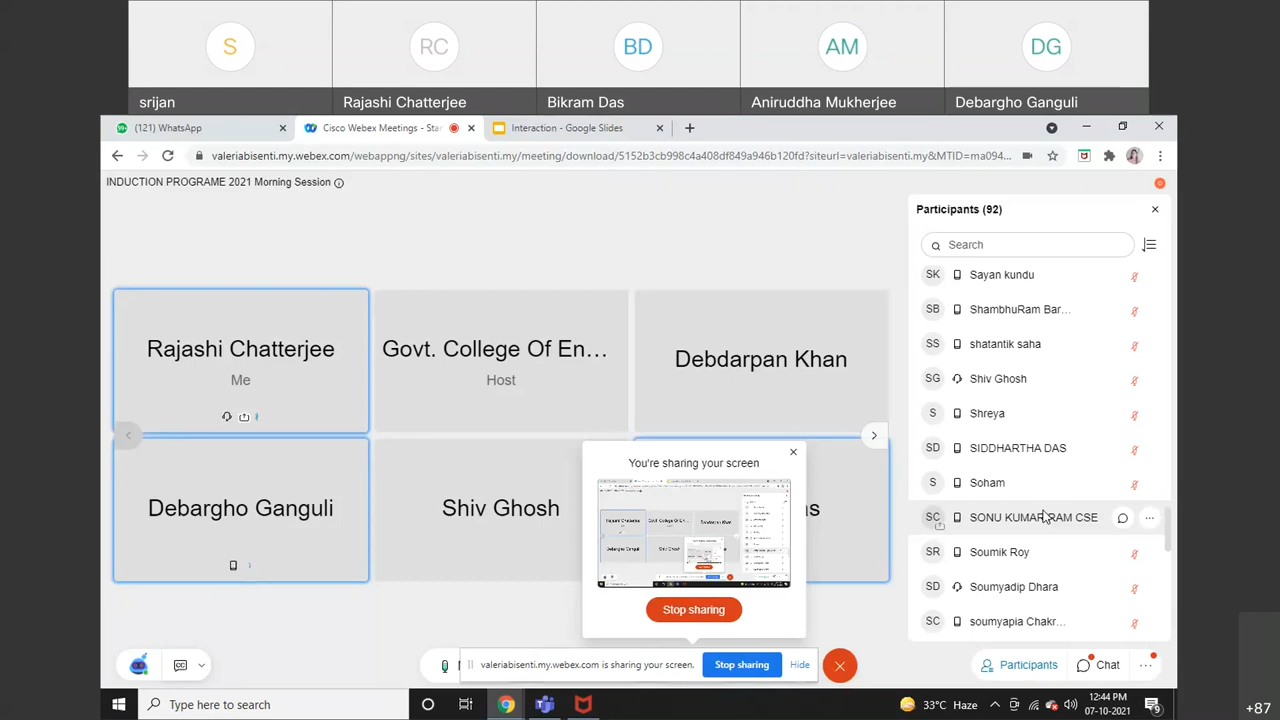 S
RC
BD
AM
DG
srijan
Rajashi Chatterjee
Bikram Das
Aniruddha Mukherjee
Debargho Ganguli
(121) WhatsApp
Cisco Webex Meetings - Star
Interaction - Google Slides
valeriabisenti.my.webex.com/webappng/sites/valeriabisenti.my/meeting/download/5152b3cb998c4a408df849a946b120fd?siteurl=valeriabisenti.my&MTID=ma094...
INDUCTION PROGRAME 2021 Morning Session
Participants (92)
Search
SK Sayan kundu
SB ShambhuRam Bar...
SS shatantik saha
SG Shiv Ghosh
S Shreya
SD SIDDHARTHA DAS
S Soham
SC SONU KUMAR RAM CSE
SR Soumik Roy
SD Soumyadip Dhara
SC soumyapia Chakr...
Rajashi Chatterjee
Me
Govt. College Of En...
Host
Debdarpan Khan
Debargho Ganguli
Shiv Ghosh
as
You're sharing your screen
Stop sharing
valeriabisenti.my.webex.com is sharing your screen.
Stop sharing
Hide
Participants
Chat
Type here to search
33°C Haze
12:44 PM
07-10-2021
9
+87